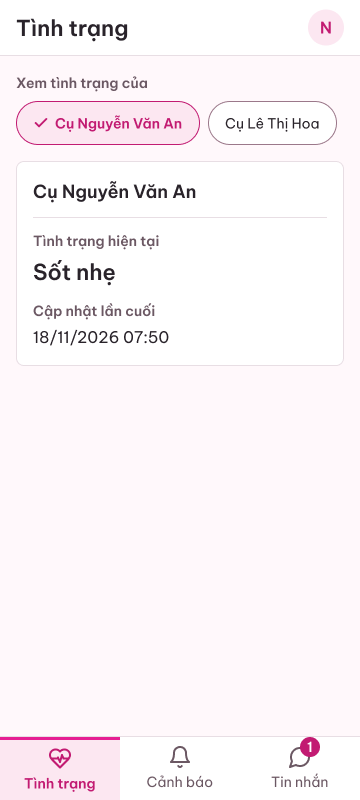 Tình trạng
N
Xem tình trạng của
Cụ Nguyễn Văn An
Cụ Lê Thị Hoa
Cụ Nguyễn Văn An
Tình trạng hiện tại
Sốt nhẹ
Cập nhật lần cuối
18/11/2026 07:50
Tình trạng
Cảnh báo
1
Tin nhắn